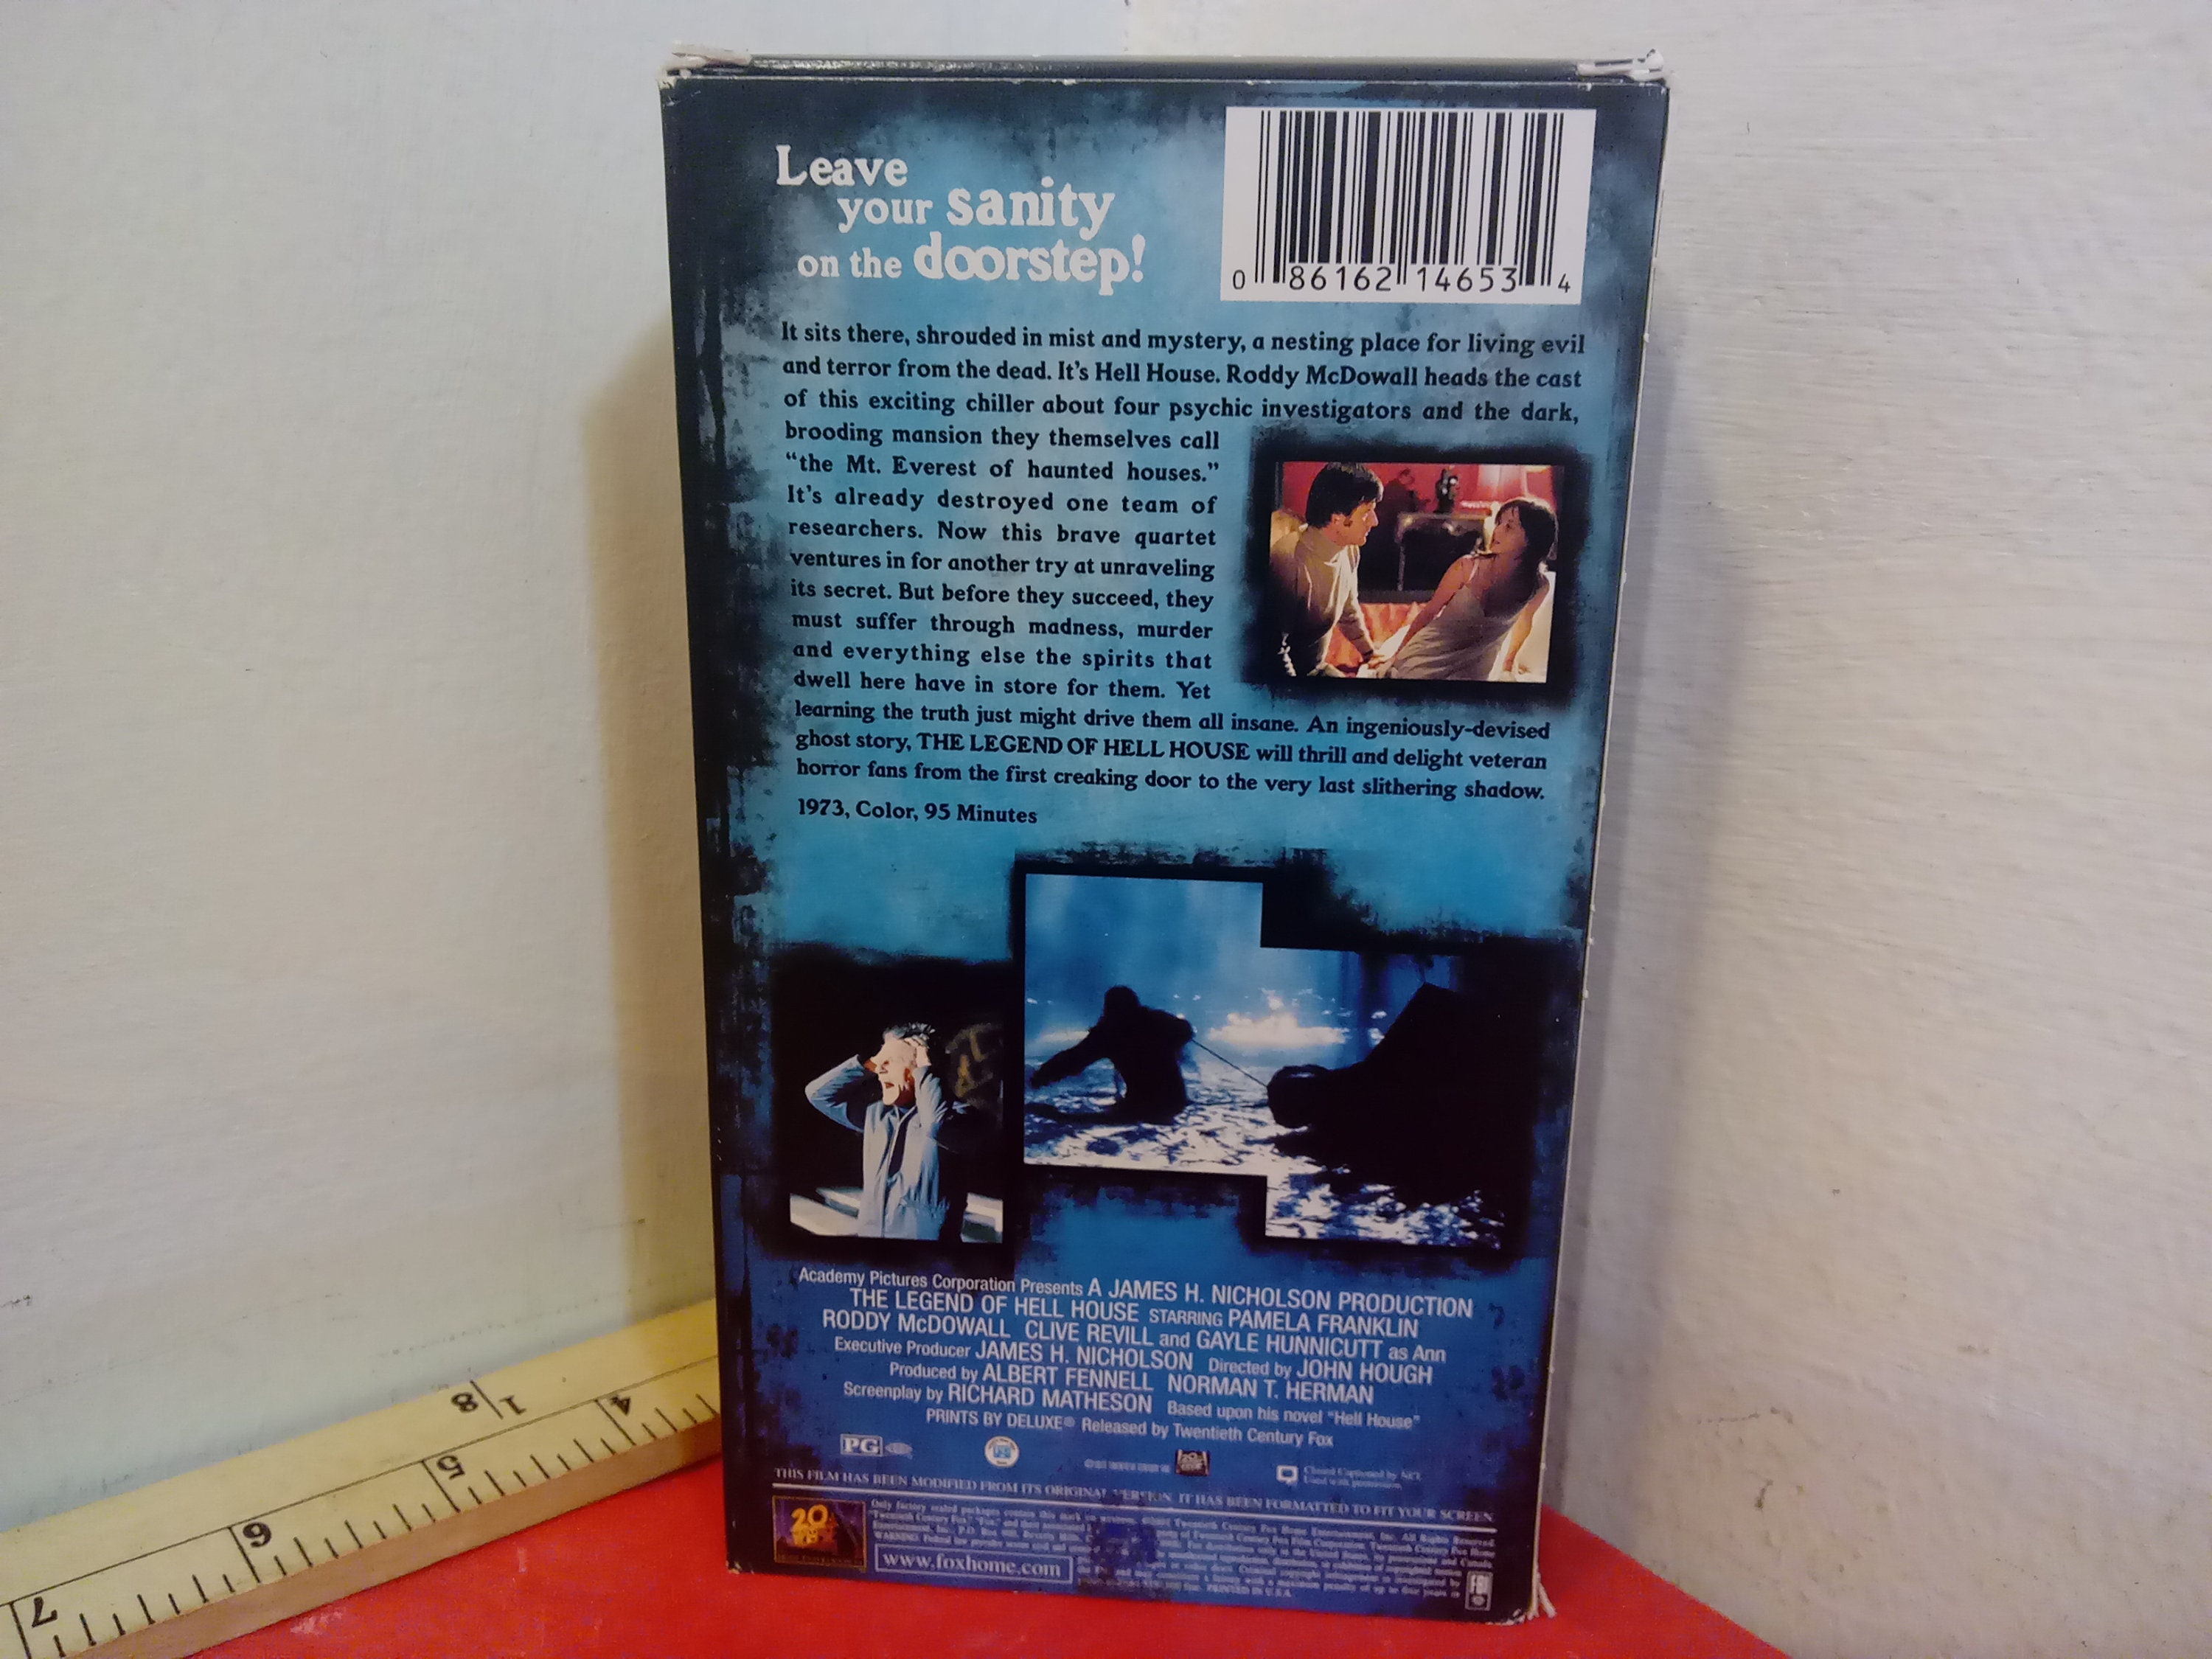 Leave
your sanity
on the doorstep!
0 86162 14653 4
It sits there, shrouded in mist and mystery, a nesting place for living evil
and terror from the dead. It's Hell House. Roddy McDowall heads the cast
of this exciting chiller about four psychic investigators and the dark,
brooding mansion they themselves call
“the Mt. Everest of haunted houses.”
It's already destroyed one team of
researchers. Now this brave quartet
ventures in for another try at unraveling
its secret. But before they succeed, they
must suffer through madness, murder
and everything else the spirits that
dwell here have in store for them. Yet
learning the truth just might drive them all insane. An ingeniously-devised
ghost story, THE LEGEND OF HELL HOUSE will thrill and delight veteran
horror fans from the first creaking door to the very last slithering shadow.
1973, Color, 95 Minutes
Academy Pictures Corporation Presents A JAMES H. NICHOLSON PRODUCTION
THE LEGEND OF HELL HOUSE STARRING PAMELA FRANKLIN
RODDY McDOWALL CLIVE REVILL and GAYLE HUNNICUTT as Ann
Executive Producer JAMES H. NICHOLSON Directed by JOHN HOUGH
Produced by ALBERT FENNELL NORMAN T. HERMAN
Screenplay by RICHARD MATHESON Based upon his novel "Hell House"
PRINTS BY DELUXE® Released by Twentieth Century Fox
PG
Closed Captioned by NCI.
Used with permission.
THIS FILM HAS BEEN MODIFIED FROM ITS ORIGINAL VERSION. IT HAS BEEN FORMATTED TO FIT YOUR SCREEN
20
www.foxhome.com
PRINTED IN U.S.A.
FBI
1 8
4
5
6
7